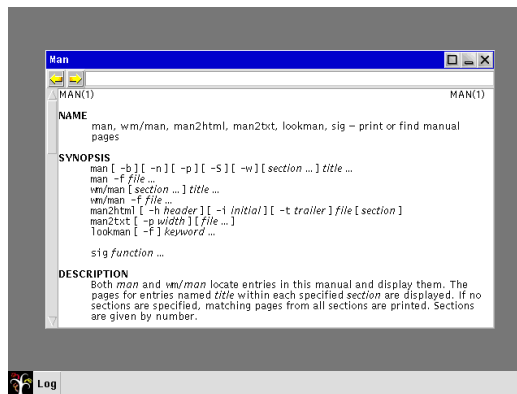 Man
MAN(1) MAN(1)
NAME
man, wm/man, man2html, man2txt, lookman, sig – print or find manual
pages
SYNOPSIS
man [ -b ][ -n ][ -p ][ -S ][ -w ][ section ... ] title ...
man -f file ...
wm/man [ section ... ] title ...
wm/man -f file ...
man2html [ -h header ][ -i initial ][ -t trailer ] file [ section ]
man2txt [ -p width ] [ file ... ]
lookman [ -f ] keyword ...
sig function ...
DESCRIPTION
Both man and wm/man locate entries in this manual and display them. The
pages for entries named title within each specified section are displayed. If no
sections are specified, matching pages from all sections are printed. Sections
are given by number.
Log